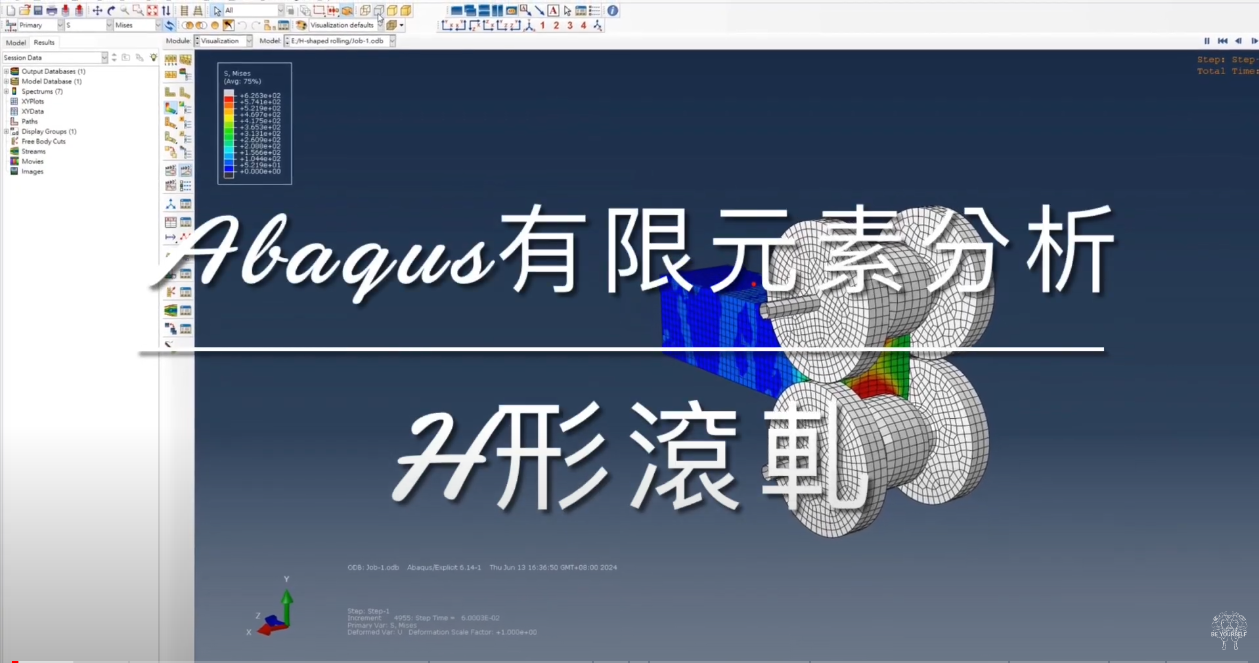 All
Primary
S
Mises
Visualization defaults
1 2 3 4
Module: Visualization Model: E:/H-shaped rolling/Job-1.odb
Model Results
Session Data
Output Databases (1)
Model Database (1)
Spectrums (7)
XYPlots
XYData
Paths
Display Groups (1)
Free Body Cuts
Streams
Movies
Images
S, Mises
(Avg: 75%)
+6.263e+02
+5.741e+02
+5.219e+02
+4.697e+02
+4.175e+02
+3.653e+02
+3.131e+02
+2.609e+02
+2.088e+02
+1.566e+02
+1.044e+02
+5.219e+01
+0.000e+00
Step: Step-
Total Time:
Abaqus有限元素分析
H形滾軋
ODB: Job-1.odb Abaqus/Explicit 6.14-1 Thu Jun 13 16:36:50 GMT+08:00 2024
Y
Z
X
Step: Step-1
Increment 4955: Step Time = 6.0003E-02
Primary Var: S, Mises
Deformed Var: U Deformation Scale Factor: +1.000e+00
BE YOURSELF